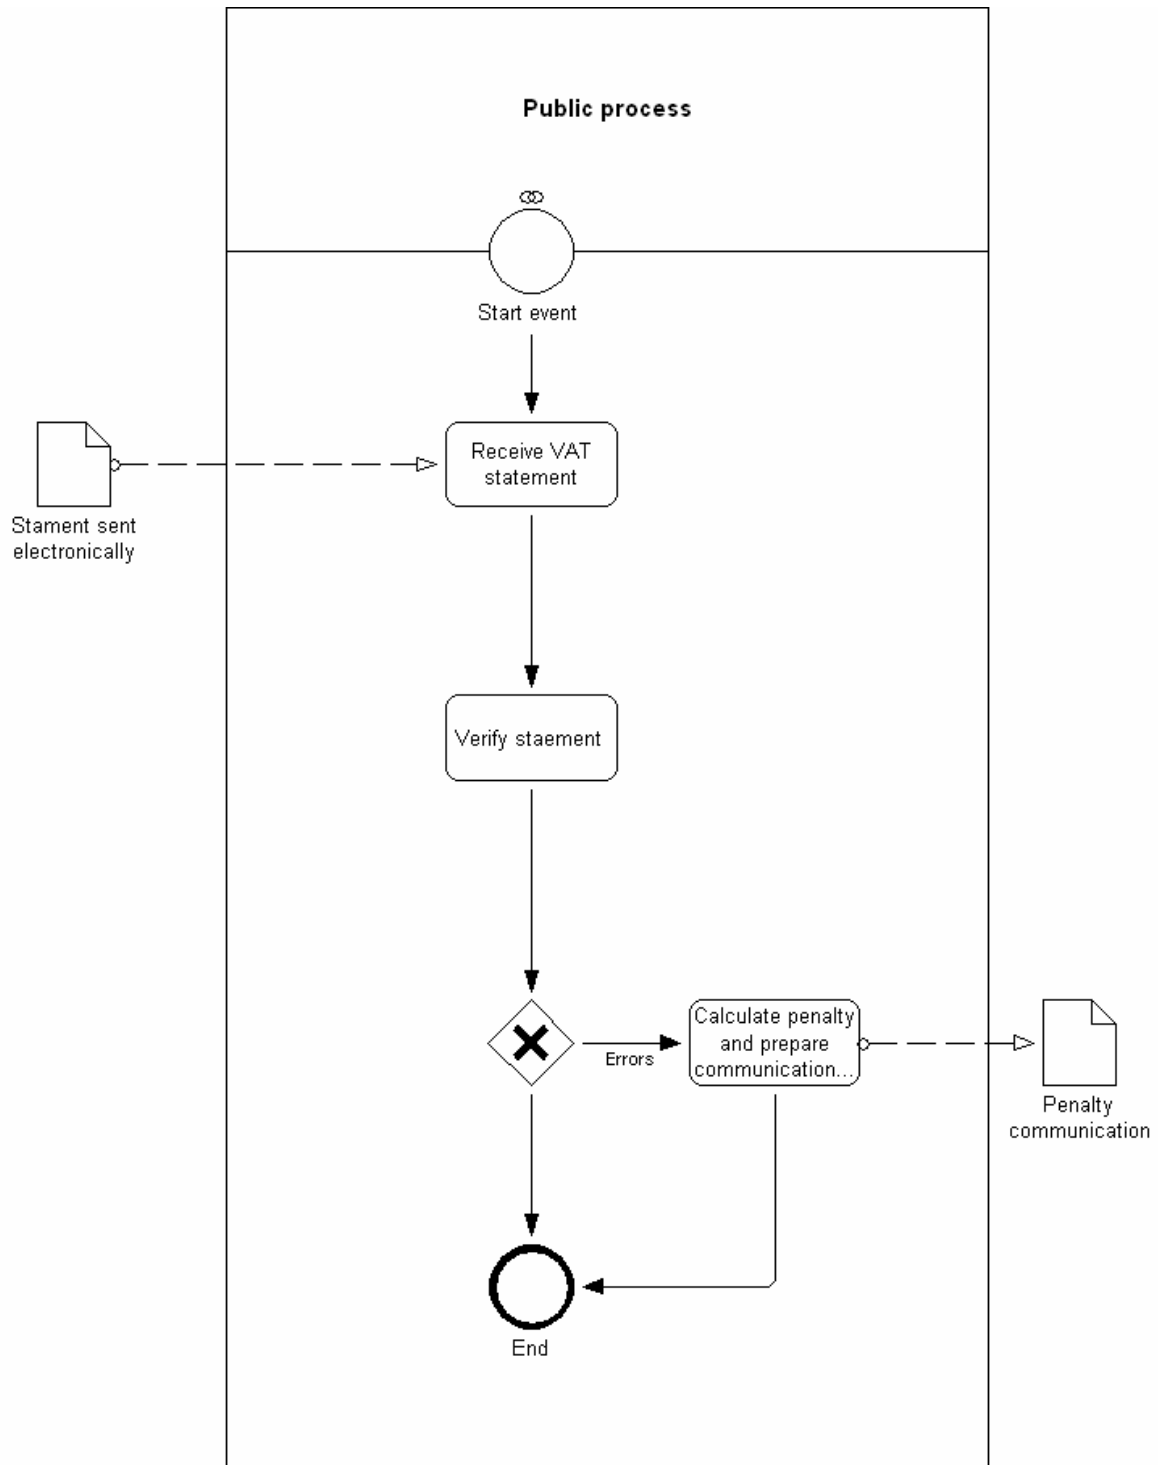 Public process
Start event
Receive VAT
statement
Stament sent
electronically
Verify staement
Errors
Calculate penalty
and prepare
communication...
Penalty
communication
End